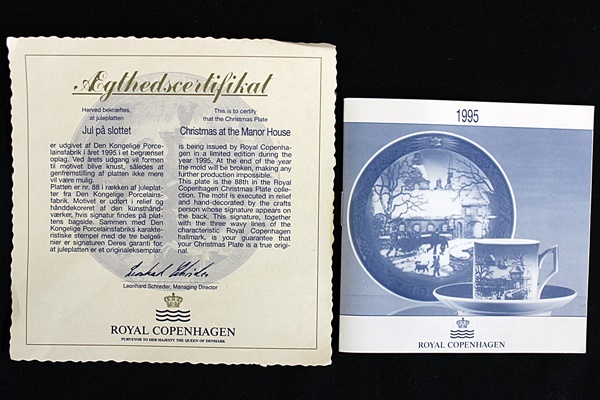 Ægthedscertifikat
Herved bekræftes,
at juleplatten
Jul på slottet
er udgivet af Den Kongelige Porce-
lainsfabrik i året 1995 i et begrænset
oplag. Ved årets udgang vil formen
til motivet blive knust, således at
genfremstilling af platten ikke mere
vil være mulig.
Platten er nr. 88 i rækken af juleplat-
ter fra Den Kongelige Porcelains-
fabrik. Motivet er udført i relief og
hånddekoreret af den kunsthånd-
værker, hvis signatur findes på plat-
tens bagside. Sammen med Den
Kongelige Porcelainsfabriks karakte-
ristiske stempel med de tre bølgeli-
nier er signaturen Deres garanti for,
at juleplatten er et originaleksemplar.
This is to certify
that the Christmas Plate
Christmas at the Manor House
is being issued by Royal Copenha-
gen in a limited edition during the
year 1995. At the end of the year
the mold will be broken, making any
further production impossible.
This plate is the 88th in the Royal
Copenhagen Christmas Plate colle-
ction. The motif is executed in relief
and hand-decorated by the crafts
person whose signature appears on
the back. This signature, together
with the three wavy lines of the
characteristic Royal Copenhagen
hallmark, is your guarantee that
your Christmas Plate is a true origi-
nal.
Leonhard Schrøder, Managing Director
ROYAL COPENHAGEN
PURVEYOR TO HER MAJESTY THE QUEEN OF DENMARK
1995
ROYAL COPENHAGEN